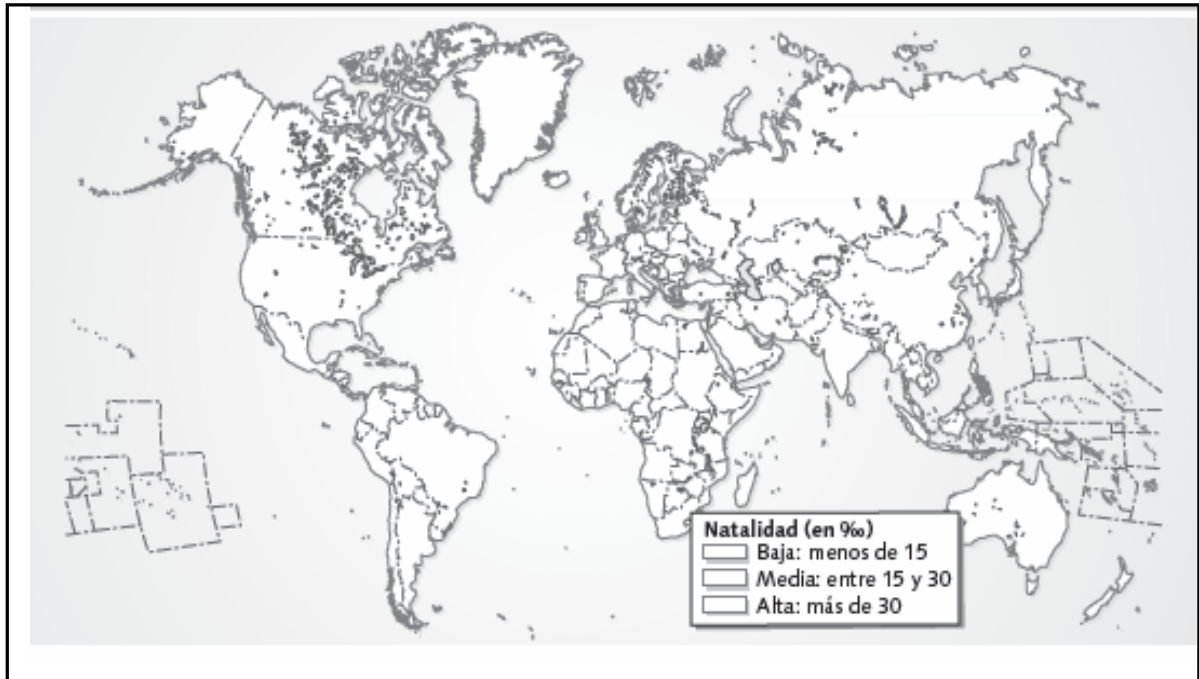 Natalidad (en ‰)
Baja: menos de 15
Media: entre 15 y 30
Alta: más de 30